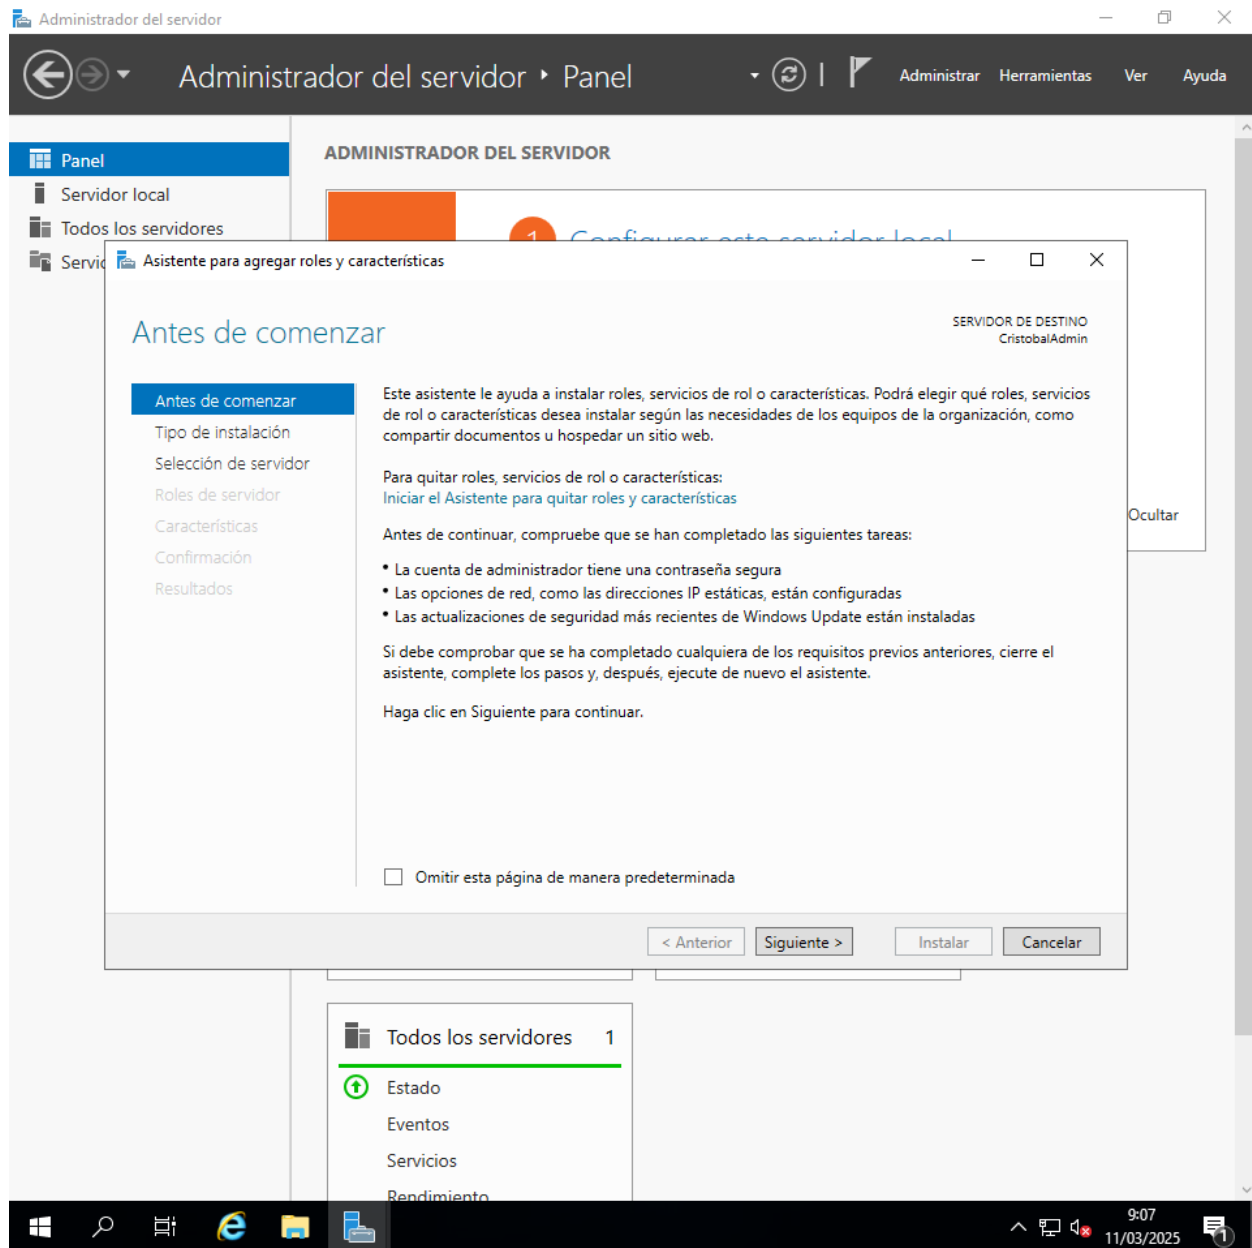 Administrador del servidor
Administrador del servidor Panel
Administrar Herramientas Ver Ayuda
Panel
Servidor local
Todos los servidores
ADMINISTRADOR DEL SERVIDOR
1 Configurar este servidor local
Asistente para agregar roles y características
Antes de comenzar
SERVIDOR DE DESTINO
CristobalAdmin
Antes de comenzar
Tipo de instalación
Selección de servidor
Roles de servidor
Características
Confirmación
Resultados
Este asistente le ayuda a instalar roles, servicios de rol o características. Podrá elegir qué roles, servicios
de rol o características desea instalar según las necesidades de los equipos de la organización, como
compartir documentos u hospedar un sitio web.
Para quitar roles, servicios de rol o características:
Iniciar el Asistente para quitar roles y características
Antes de continuar, compruebe que se han completado las siguientes tareas:
• La cuenta de administrador tiene una contraseña segura
• Las opciones de red, como las direcciones IP estáticas, están configuradas
• Las actualizaciones de seguridad más recientes de Windows Update están instaladas
Si debe comprobar que se ha completado cualquiera de los requisitos previos anteriores, cierre el
asistente, complete los pasos y, después, ejecute de nuevo el asistente.
Haga clic en Siguiente para continuar.
Omitir esta página de manera predeterminada
< Anterior Siguiente > Instalar Cancelar
Ocultar
Todos los servidores 1
Estado
Eventos
Servicios
Rendimiento
9:07
11/03/2025
1